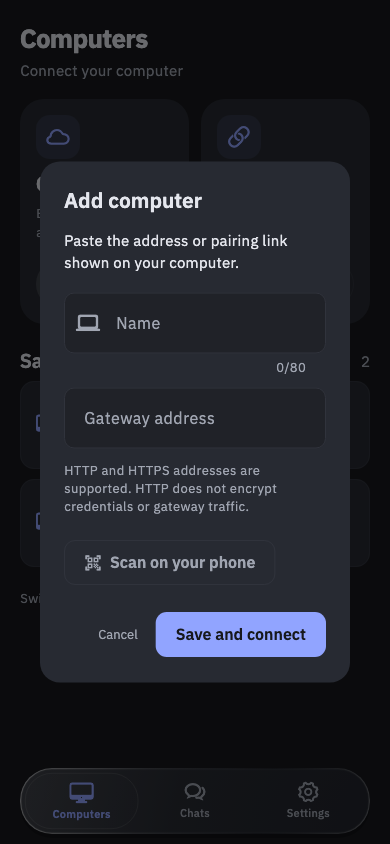 Computers
Connect your computer
Add computer
Paste the address or pairing link
shown on your computer.
Name
0/80
Gateway address
HTTP and HTTPS addresses are
supported. HTTP does not encrypt
credentials or gateway traffic.
Scan on your phone
Cancel
Save and connect
2
Computers
Chats
Settings